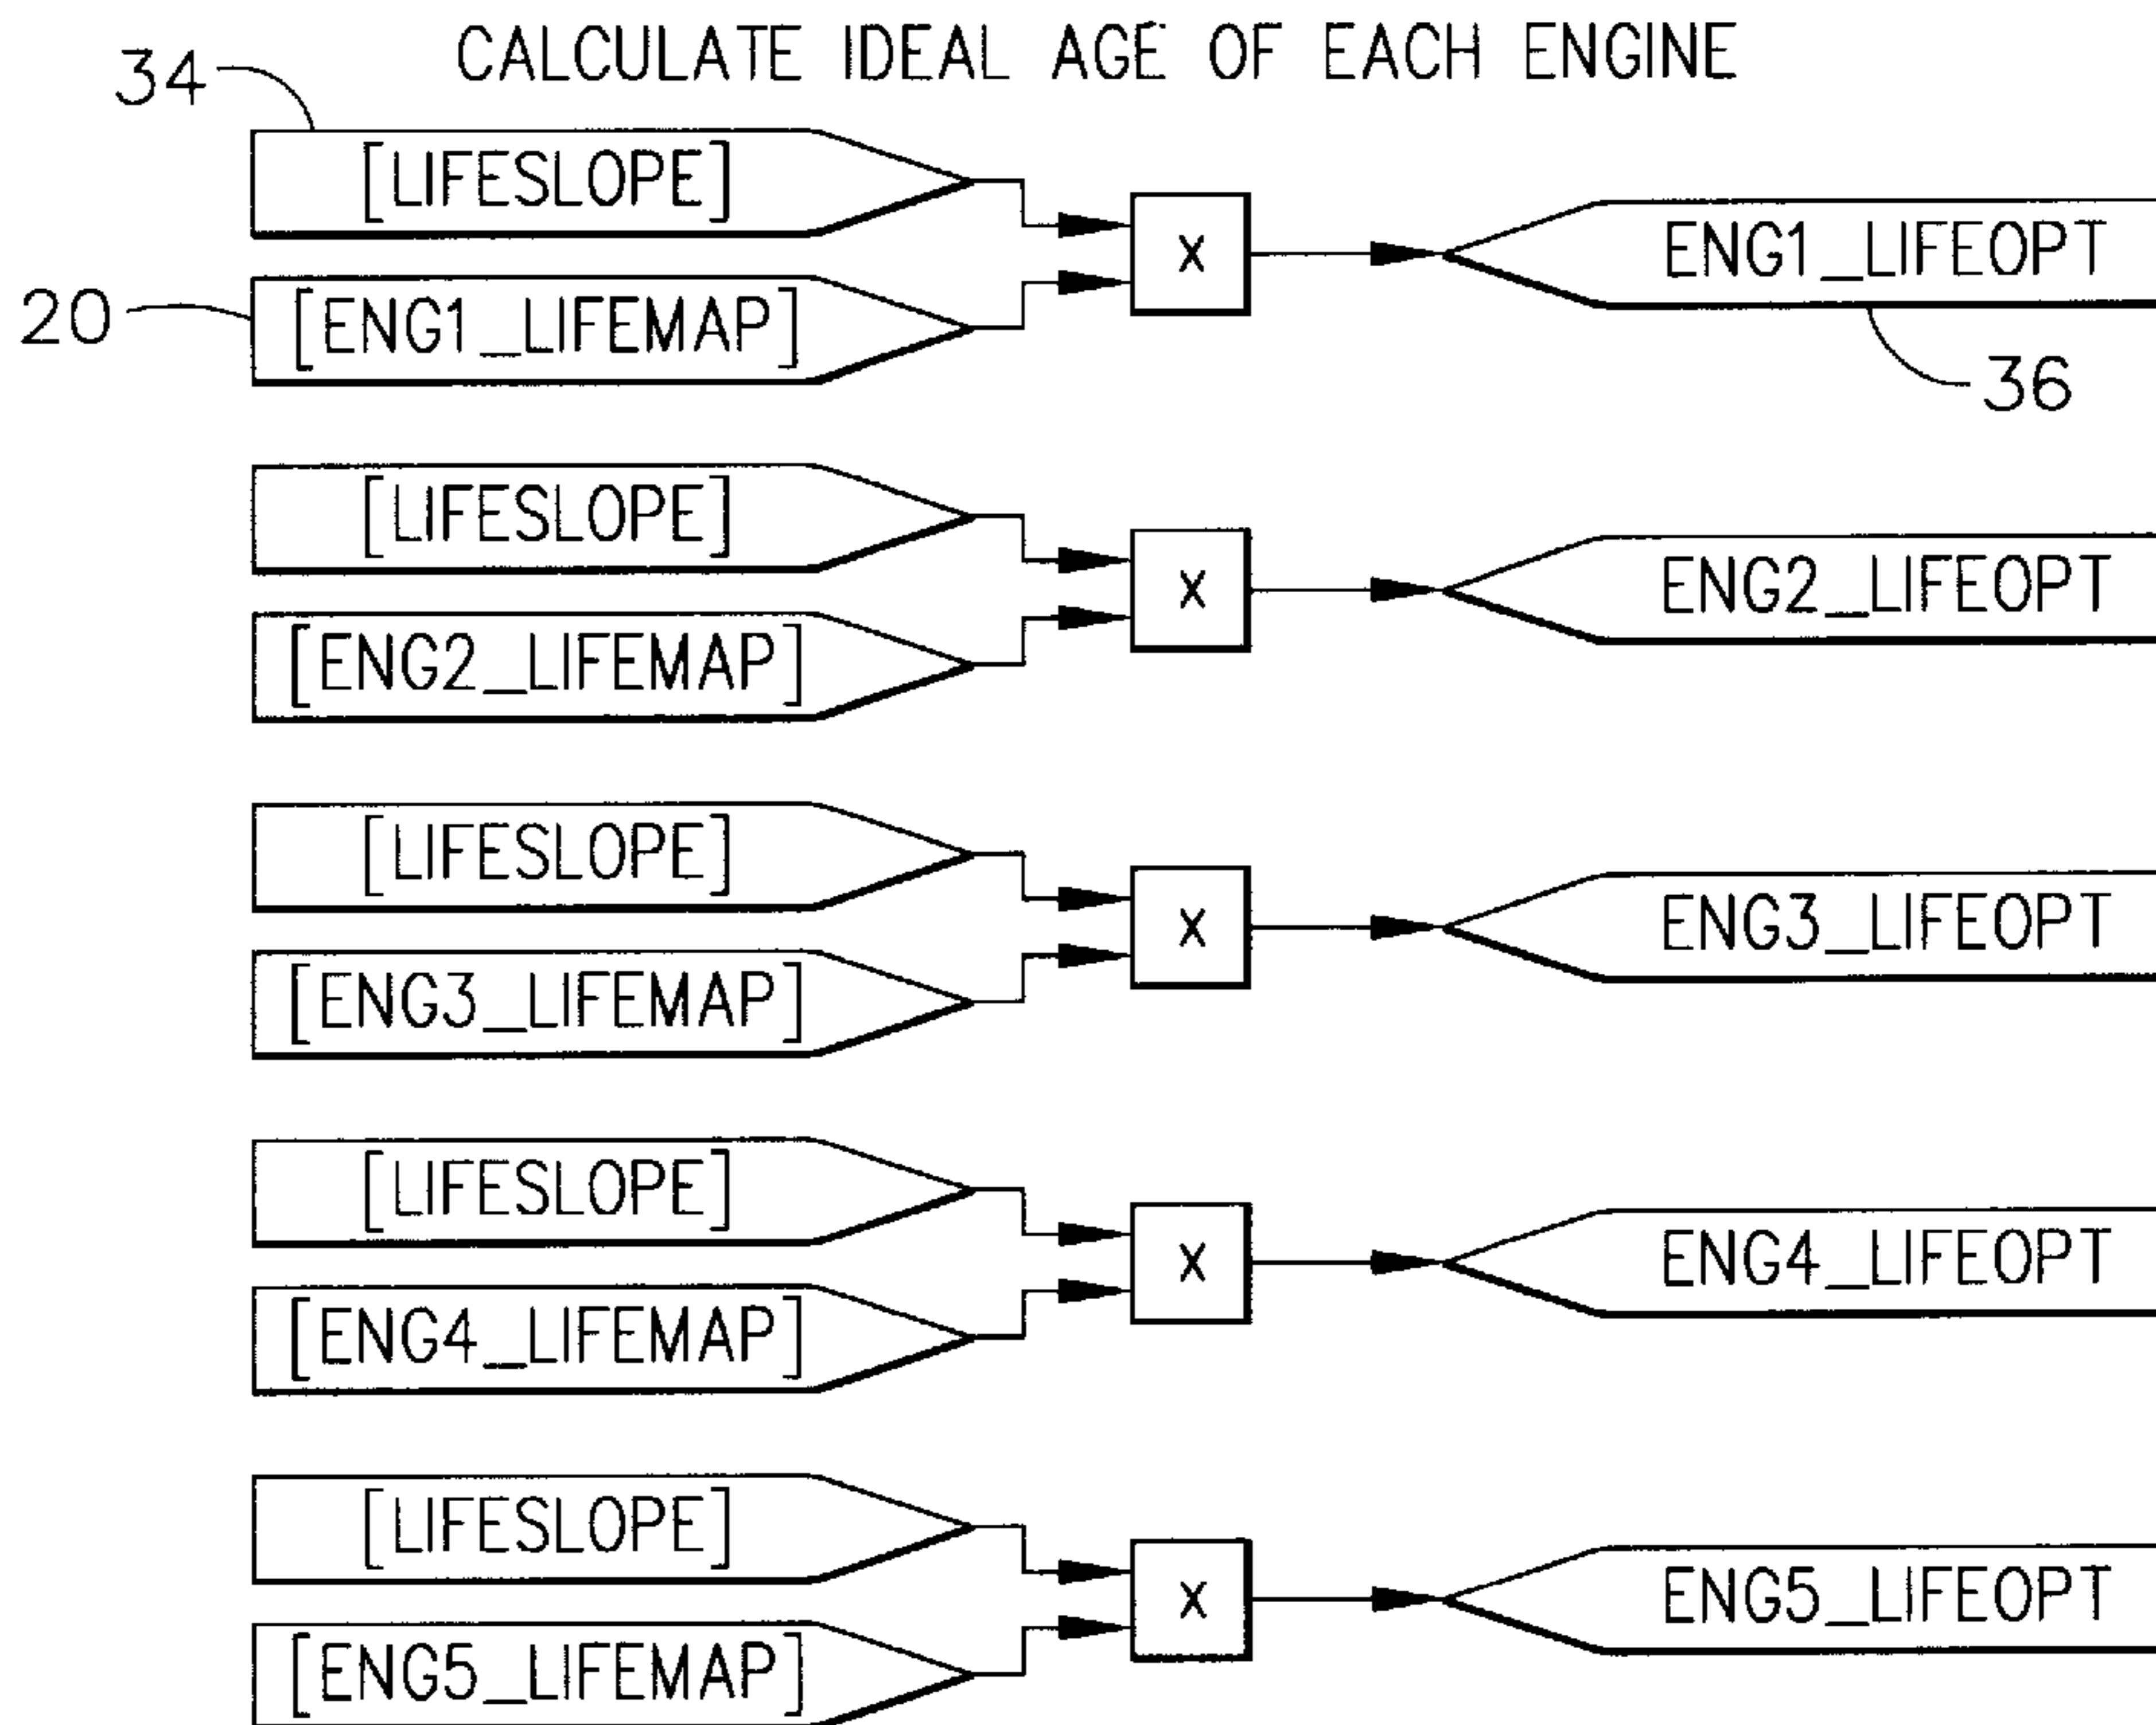 CALCULATE IDEAL AGE OF EACH ENGINE
34
[LIFESLOPE]
X
ENG1_LIFEOPT
20
[ENG1_LIFEMAP]
36
[LIFESLOPE]
X
ENG2_LIFEOPT
[ENG2_LIFEMAP]
[LIFESLOPE]
X
ENG3_LIFEOPT
[ENG3_LIFEMAP]
[LIFESLOPE]
X
ENG4_LIFEOPT
[ENG4_LIFEMAP]
[LIFESLOPE]
X
ENG5_LIFEOPT
[ENG5_LIFEMAP]